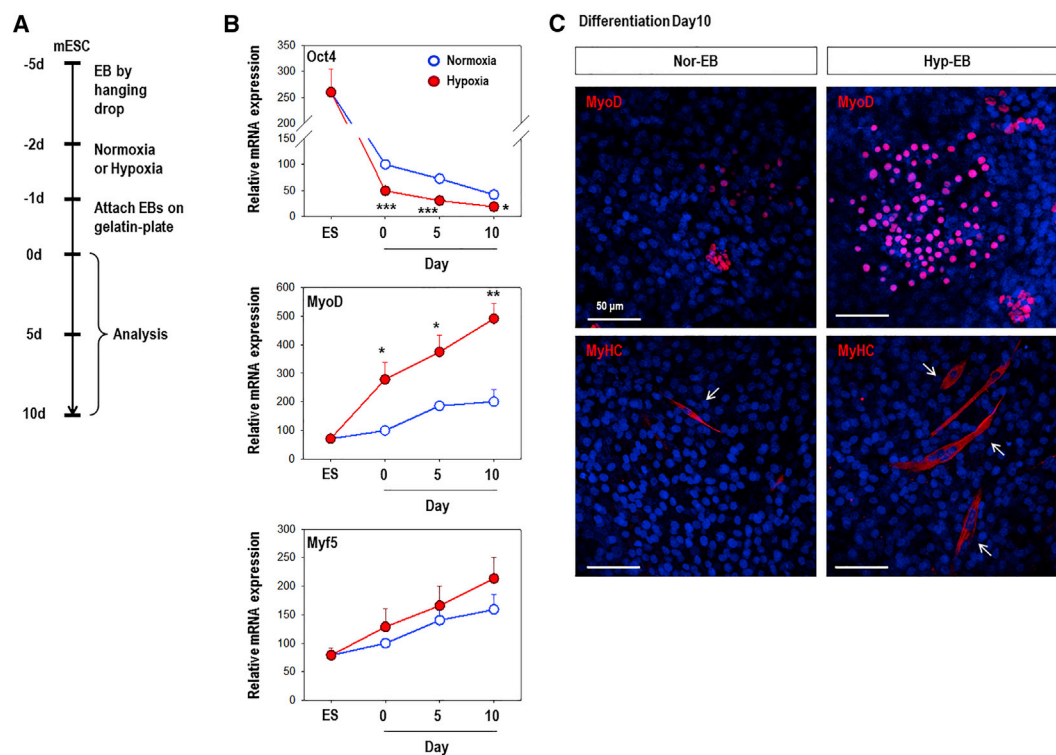 A
mESC
-5d
EB by
hanging
drop
-2d
Normoxia
or Hypoxia
-1d
Attach EBs on
gelatin-plate
0d
5d
Analysis
10d
B
Oct4
Normoxia
Hypoxia
Relative mRNA expression
350
300
250
200
150
100
50
0
***
***
*
ES
0
5
10
Day
MyoD
Relative mRNA expression
600
500
400
300
200
100
0
*
*
**
ES
0
5
10
Day
Myf5
Relative mRNA expression
300
250
200
150
100
50
0
ES
0
5
10
Day
C
Differentiation Day10
Nor-EB
Hyp-EB
MyoD
MyoD
50 µm
MyHC
MyHC